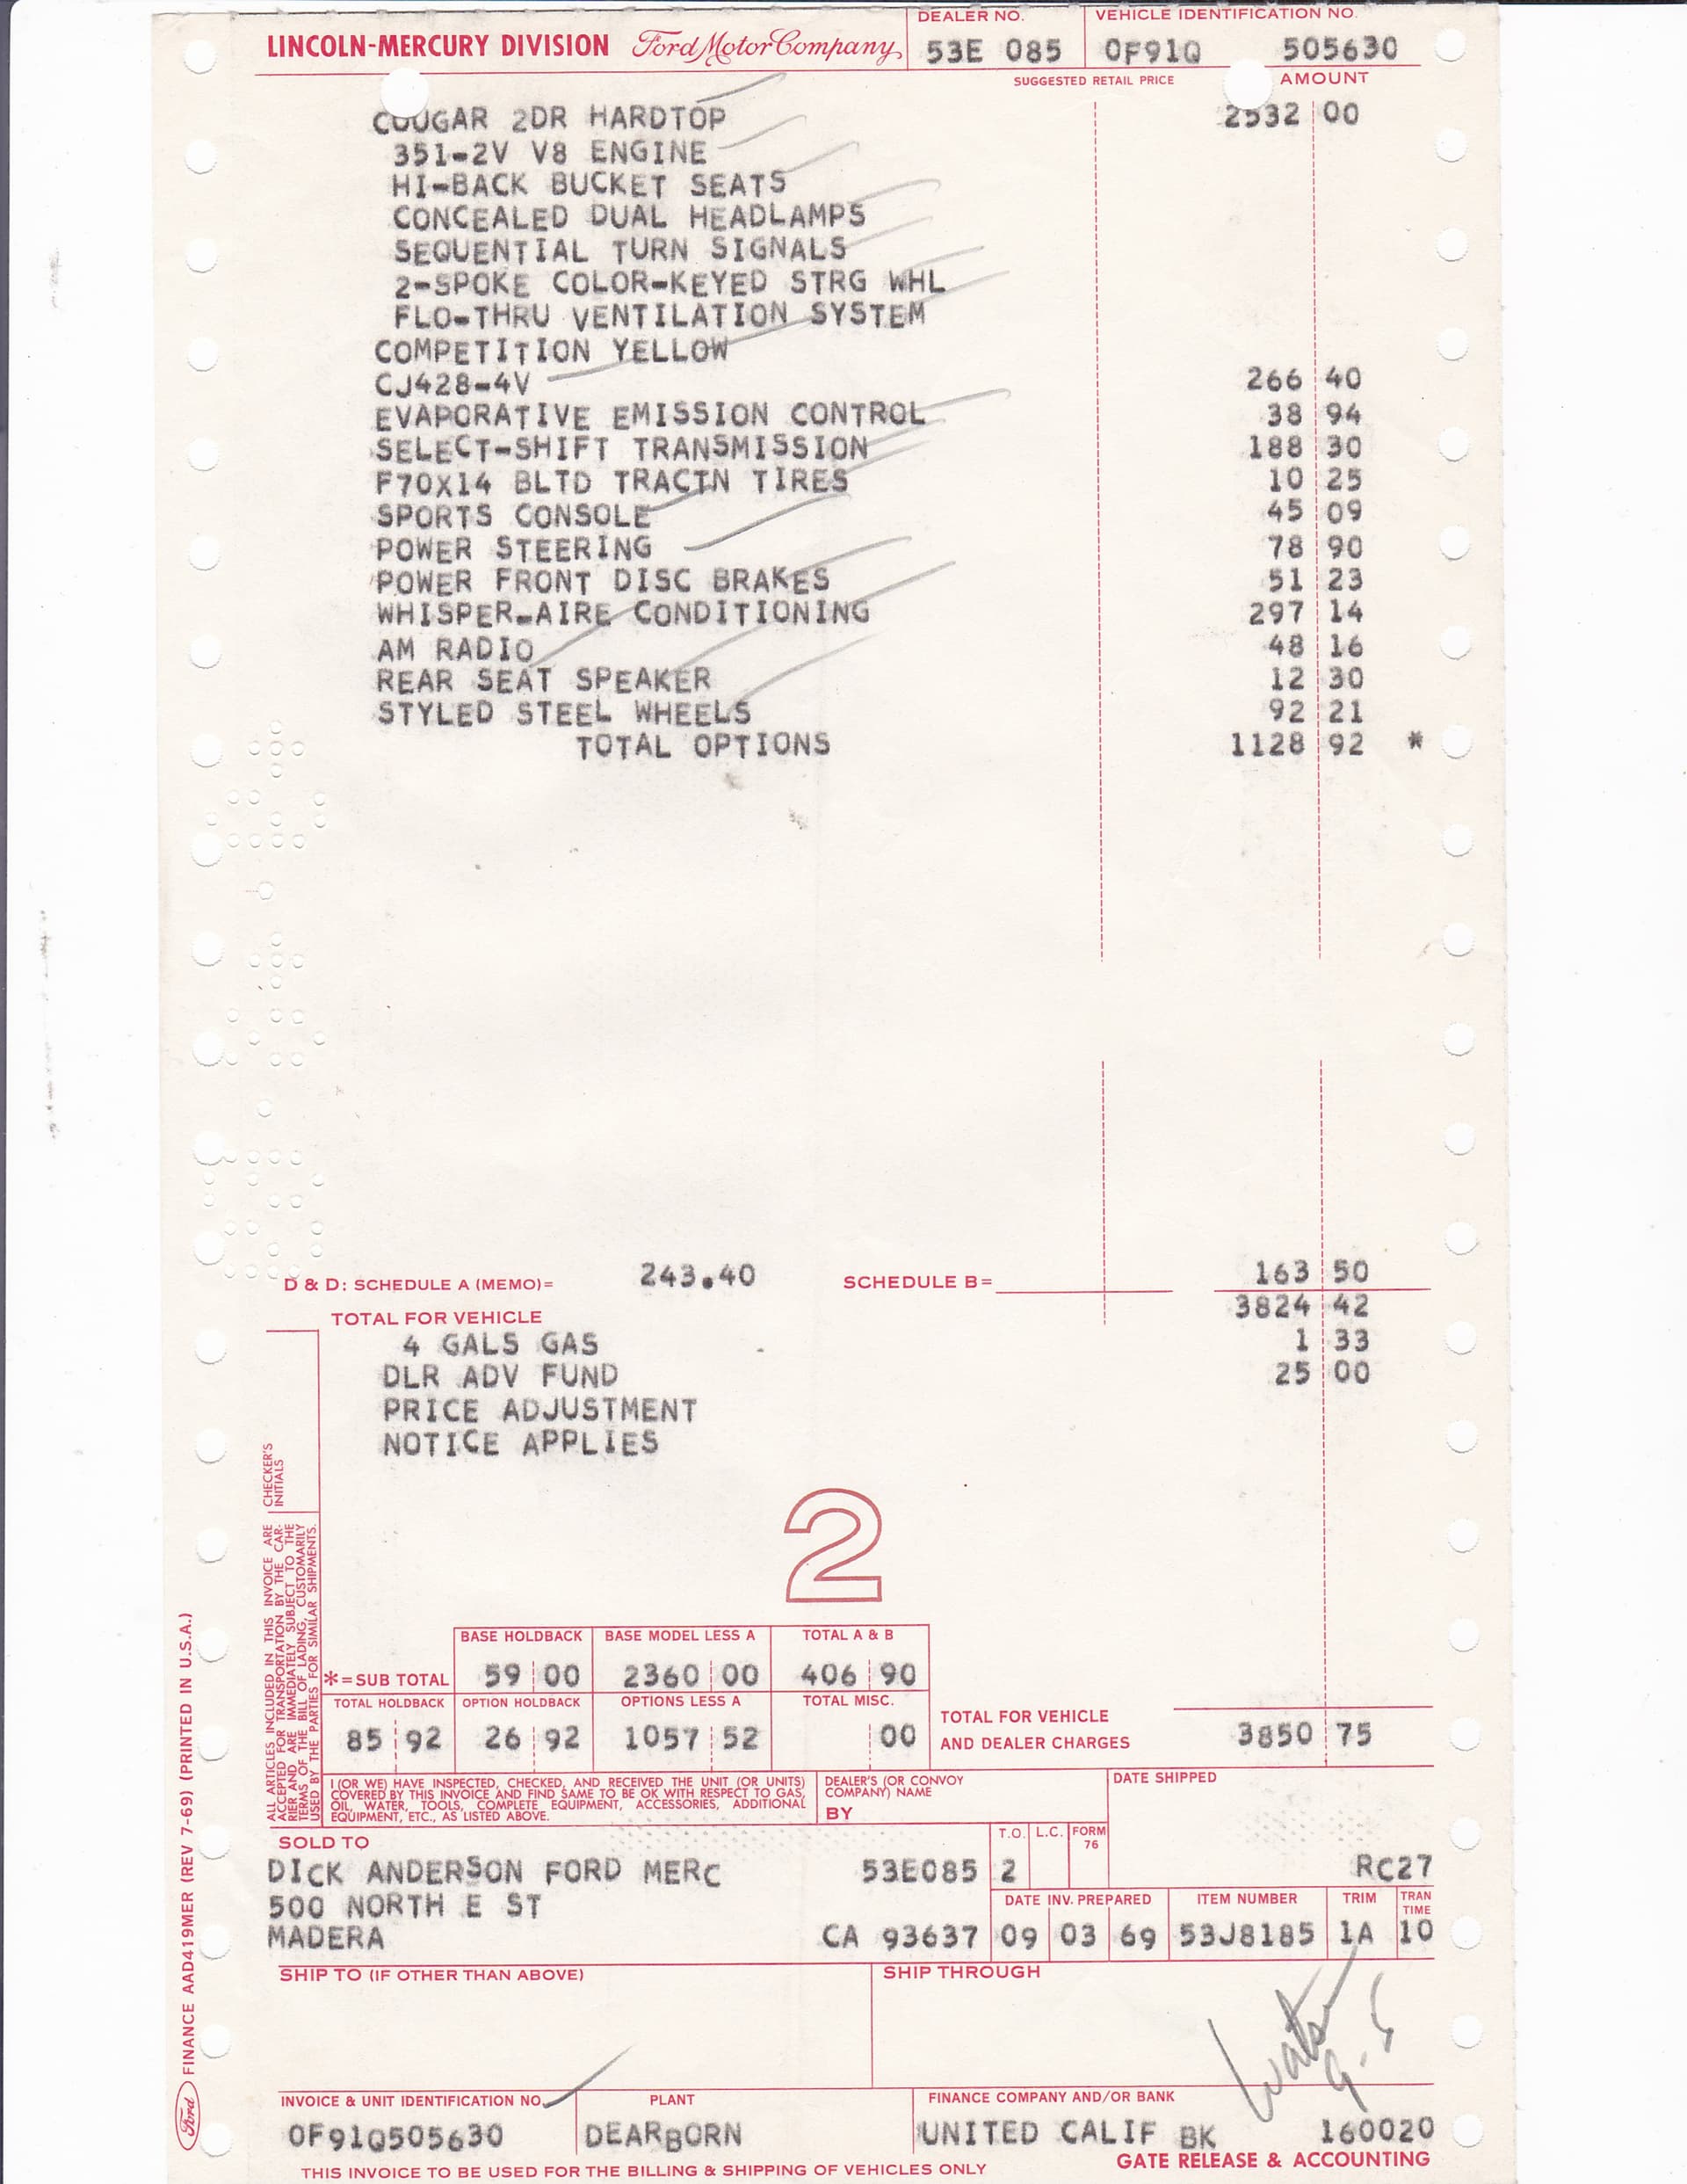 LINCOLN-MERCURY DIVISION Ford Motor Company
DEALER NO. VEHICLE IDENTIFICATION NO.
53E 085 0F91Q 505630
SUGGESTED RETAIL PRICE AMOUNT
COUGAR 2DR HARDTOP 2532 00
351-2V V8 ENGINE
HI-BACK BUCKET SEATS
CONCEALED DUAL HEADLAMPS
SEQUENTIAL TURN SIGNALS
2-SPOKE COLOR-KEYED STRG WHL
FLO-THRU VENTILATION SYSTEM
COMPETITION YELLOW
CJ428-4V 266 40
EVAPORATIVE EMISSION CONTROL 38 94
SELECT-SHIFT TRANSMISSION 188 30
F70X14 BLTD TRACTN TIRES 10 25
SPORTS CONSOLE 45 09
POWER STEERING 78 90
POWER FRONT DISC BRAKES 51 23
WHISPER-AIRE CONDITIONING 297 14
AM RADIO 48 16
REAR SEAT SPEAKER 12 30
STYLED STEEL WHEELS 92 21
TOTAL OPTIONS 1128 92 *
D & D: SCHEDULE A (MEMO)= 243.40 SCHEDULE B= 163 50
TOTAL FOR VEHICLE 3824 42
4 GALS GAS 1 33
DLR ADV FUND 25 00
PRICE ADJUSTMENT
NOTICE APPLIES
2
CHECKER'S
INITIALS
ALL ARTICLES INCLUDED IN THIS INVOICE ARE
ACCEPTED FOR TRANSPORTATION BY THE CAR-
RIER AND ARE IMMEDIATELY SUBJECT TO THE
TERMS OF THE BILL OF LADING, CUSTOMARILY
USED BY THE PARTIES FOR SIMILAR SHIPMENTS.
BASE HOLDBACK BASE MODEL LESS A TOTAL A & B
*=SUB TOTAL 59 00 2360 00 406 90
TOTAL HOLDBACK OPTION HOLDBACK OPTIONS LESS A TOTAL MISC.
85 92 26 92 1057 52 00
TOTAL FOR VEHICLE
AND DEALER CHARGES 3850 75
I (OR WE) HAVE INSPECTED, CHECKED, AND RECEIVED THE UNIT (OR UNITS)
COVERED BY THIS INVOICE AND FIND SAME TO BE OK WITH RESPECT TO GAS,
OIL, WATER, TOOLS, COMPLETE EQUIPMENT, ACCESSORIES, ADDITIONAL
EQUIPMENT, ETC., AS LISTED ABOVE.
DEALER'S (OR CONVOY
COMPANY) NAME
BY
DATE SHIPPED
SOLD TO
T.O. L.C. FORM
76
DICK ANDERSON FORD MERC 53E085 2 RC27
500 NORTH E ST
DATE INV. PREPARED ITEM NUMBER TRIM TRAN
TIME
MADERA CA 93637 09 03 69 53J8185 1A 10
SHIP TO (IF OTHER THAN ABOVE) SHIP THROUGH
INVOICE & UNIT IDENTIFICATION NO. PLANT FINANCE COMPANY AND/OR BANK
0F91Q505630 DEARBORN UNITED CALIF BK 160020
THIS INVOICE TO BE USED FOR THE BILLING & SHIPPING OF VEHICLES ONLY
GATE RELEASE & ACCOUNTING
Ford FINANCE AAD419MER (REV 7-69) (PRINTED IN U.S.A.)